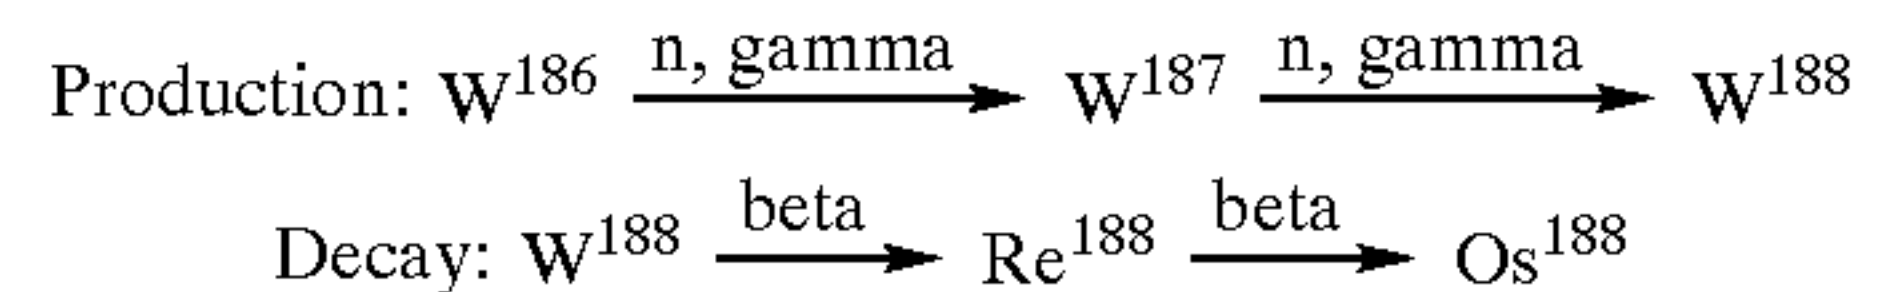 Production: W186 n, gamma W187 n, gamma W188
Decay: W188 beta Re188 beta Os188